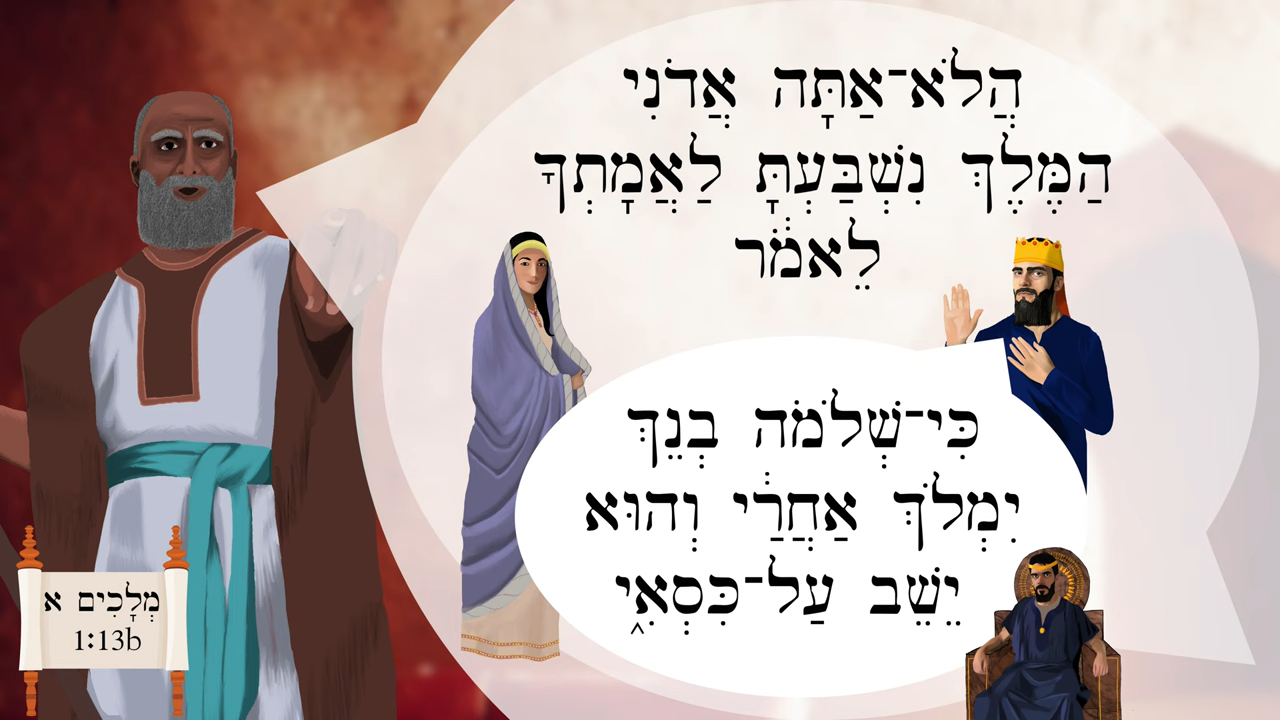 הֲלֹא־אַתָּה אֲדֹנִי
הַמֶּלֶךְ נִשְׁבַּעְתָּ לַאֲמָתְךָ
לֵאמֹ֔ר
כִּי־שְׁלֹמֹה בְנֵךְ
יִמְלֹךְ אַחֲרַ֔י וְהוּא
יֵשֵׁב עַל־כִּסְאִ֑י
מְלָכִים א
1:13b